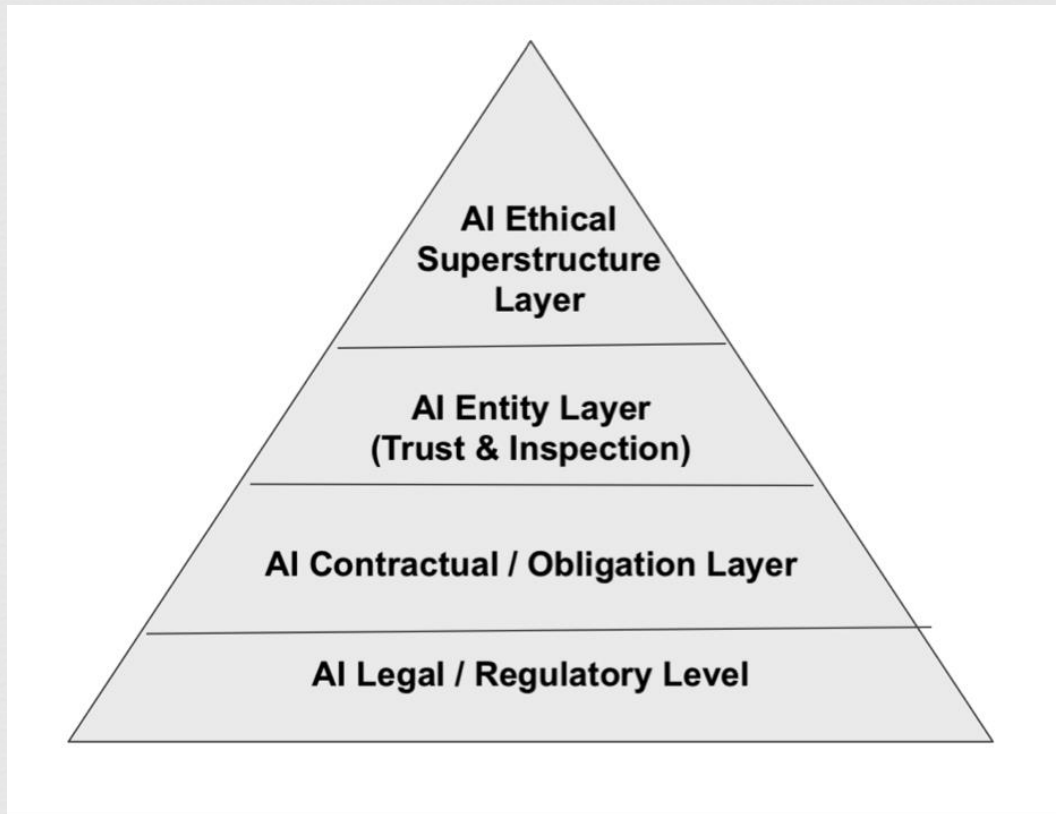 AI Ethical
Superstructure
Layer
AI Entity Layer
(Trust & Inspection)
AI Contractual / Obligation Layer
AI Legal / Regulatory Level